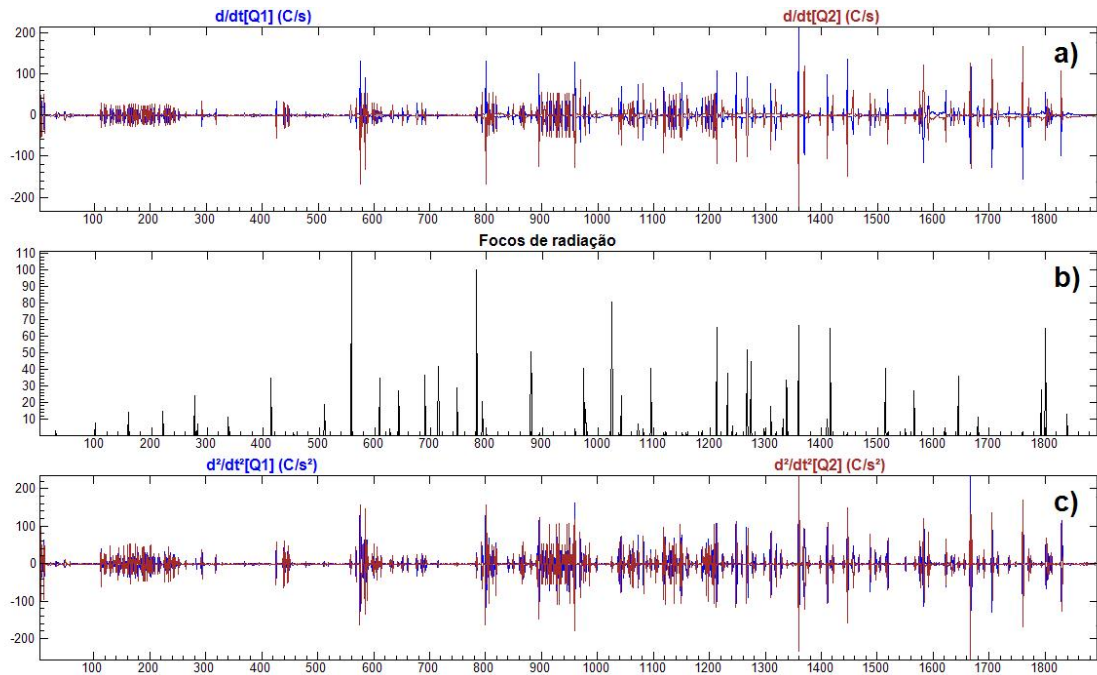 d/dt[Q1] (C/s) d/dt[Q2] (C/s)
200
100
0
-100
-200
a)
100 200 300 400 500 600 700 800 900 1000 1100 1200 1300 1400 1500 1600 1700 1800
Focos de radiação
110
100
90
80
70
60
50
40
30
20
10
b)
100 200 300 400 500 600 700 800 900 1000 1100 1200 1300 1400 1500 1600 1700 1800
d²/dt²[Q1] (C/s²) d²/dt²[Q2] (C/s²)
200
100
0
-100
-200
c)
100 200 300 400 500 600 700 800 900 1000 1100 1200 1300 1400 1500 1600 1700 1800